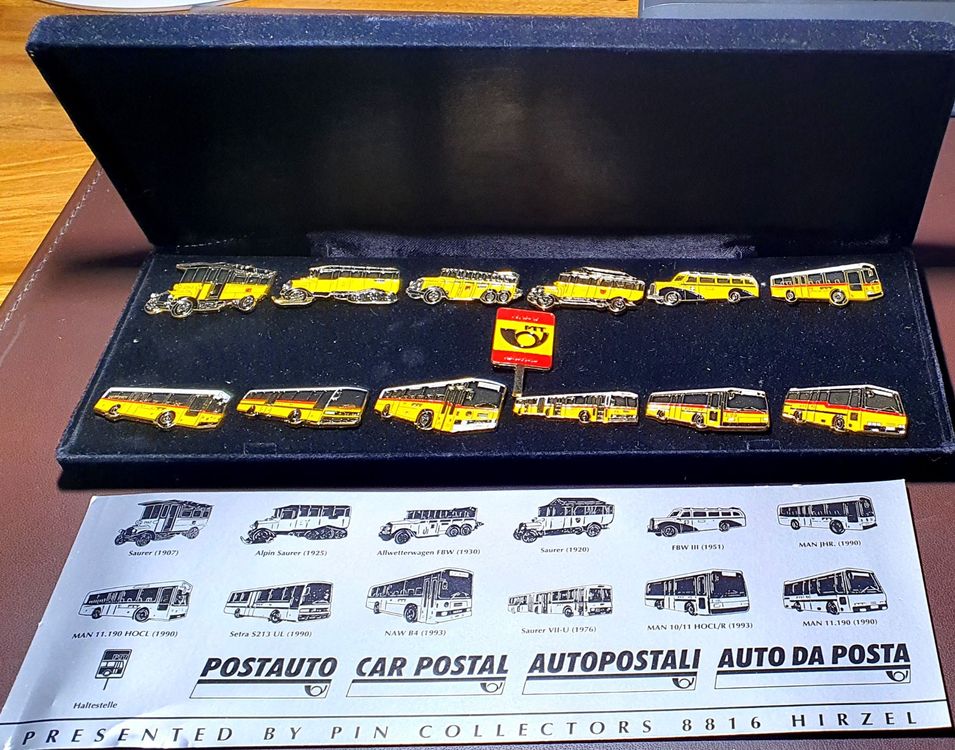 PTT
Saurer (1907)
Alpin Saurer (1925)
Allwetterwagen FBW (1930)
Saurer (1920)
FBW III (1951)
MAN JHR. (1990)
MAN 11.190 HOCL (1990)
Setra S213 UL (1990)
NAW B4 (1993)
Saurer VII-U (1976)
MAN 10/11 HOCL/R (1993)
MAN 11.190 (1990)
Haltestelle
POSTAUTO
CAR POSTAL
AUTOPOSTALI
AUTO DA POSTA
PRESENTED BY PIN COLLECTORS 8816 HIRZEL